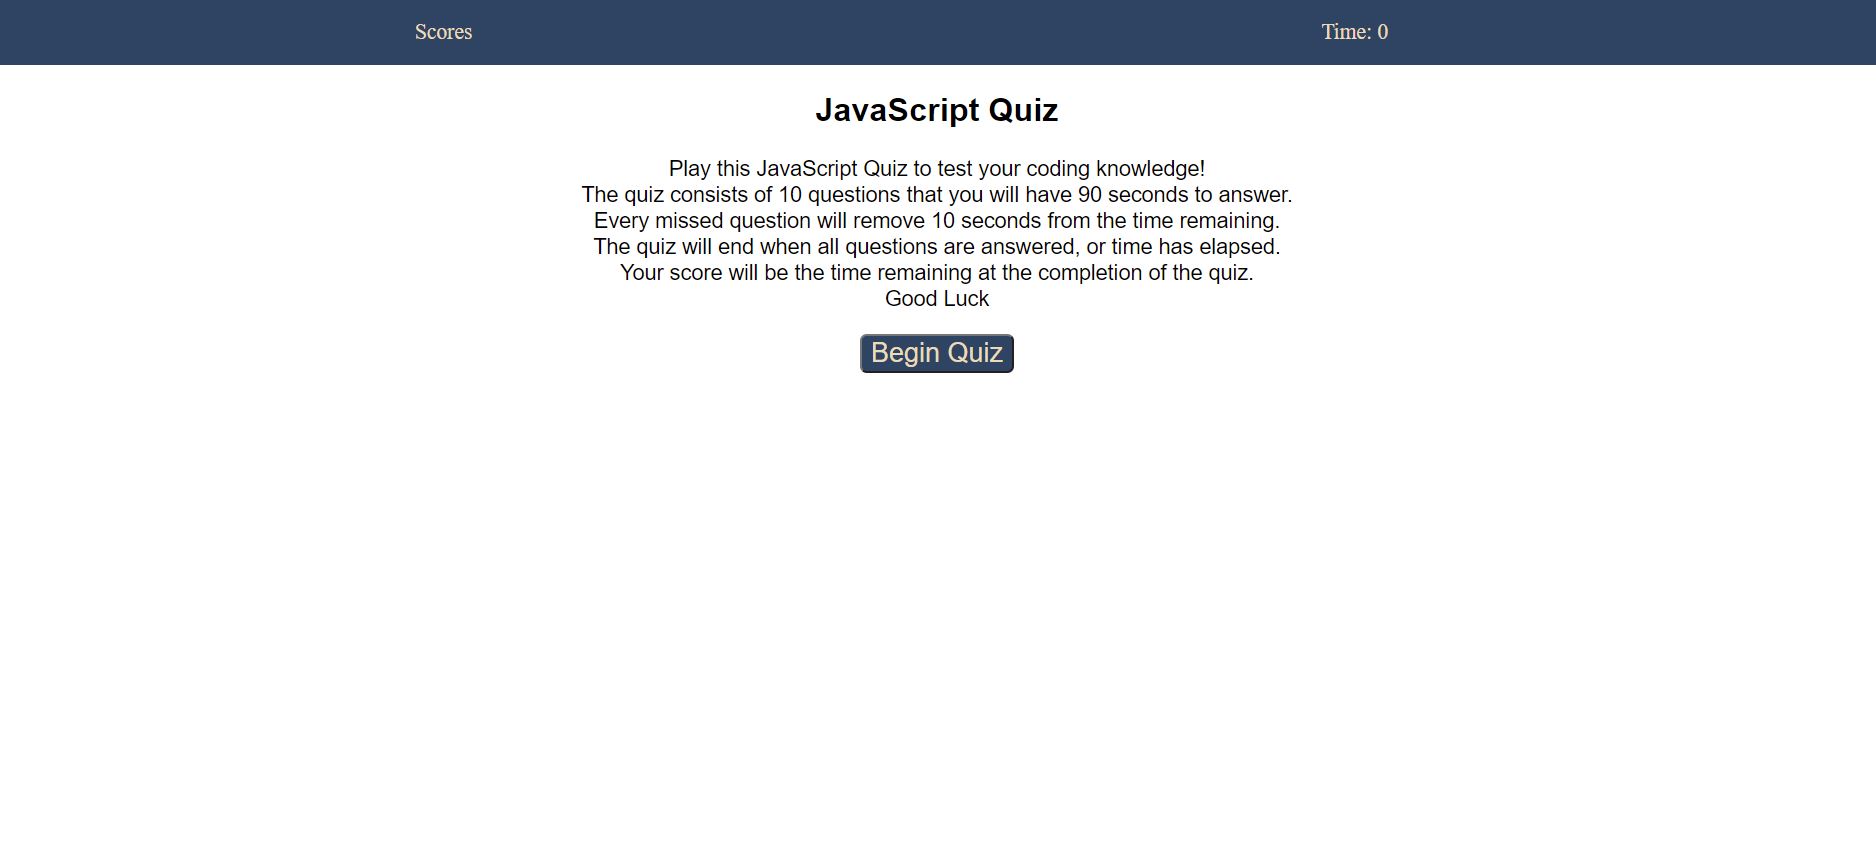 Scores
Time: 0
JavaScript Quiz
Play this JavaScript Quiz to test your coding knowledge!
The quiz consists of 10 questions that you will have 90 seconds to answer.
Every missed question will remove 10 seconds from the time remaining.
The quiz will end when all questions are answered, or time has elapsed.
Your score will be the time remaining at the completion of the quiz.
Good Luck
Begin Quiz